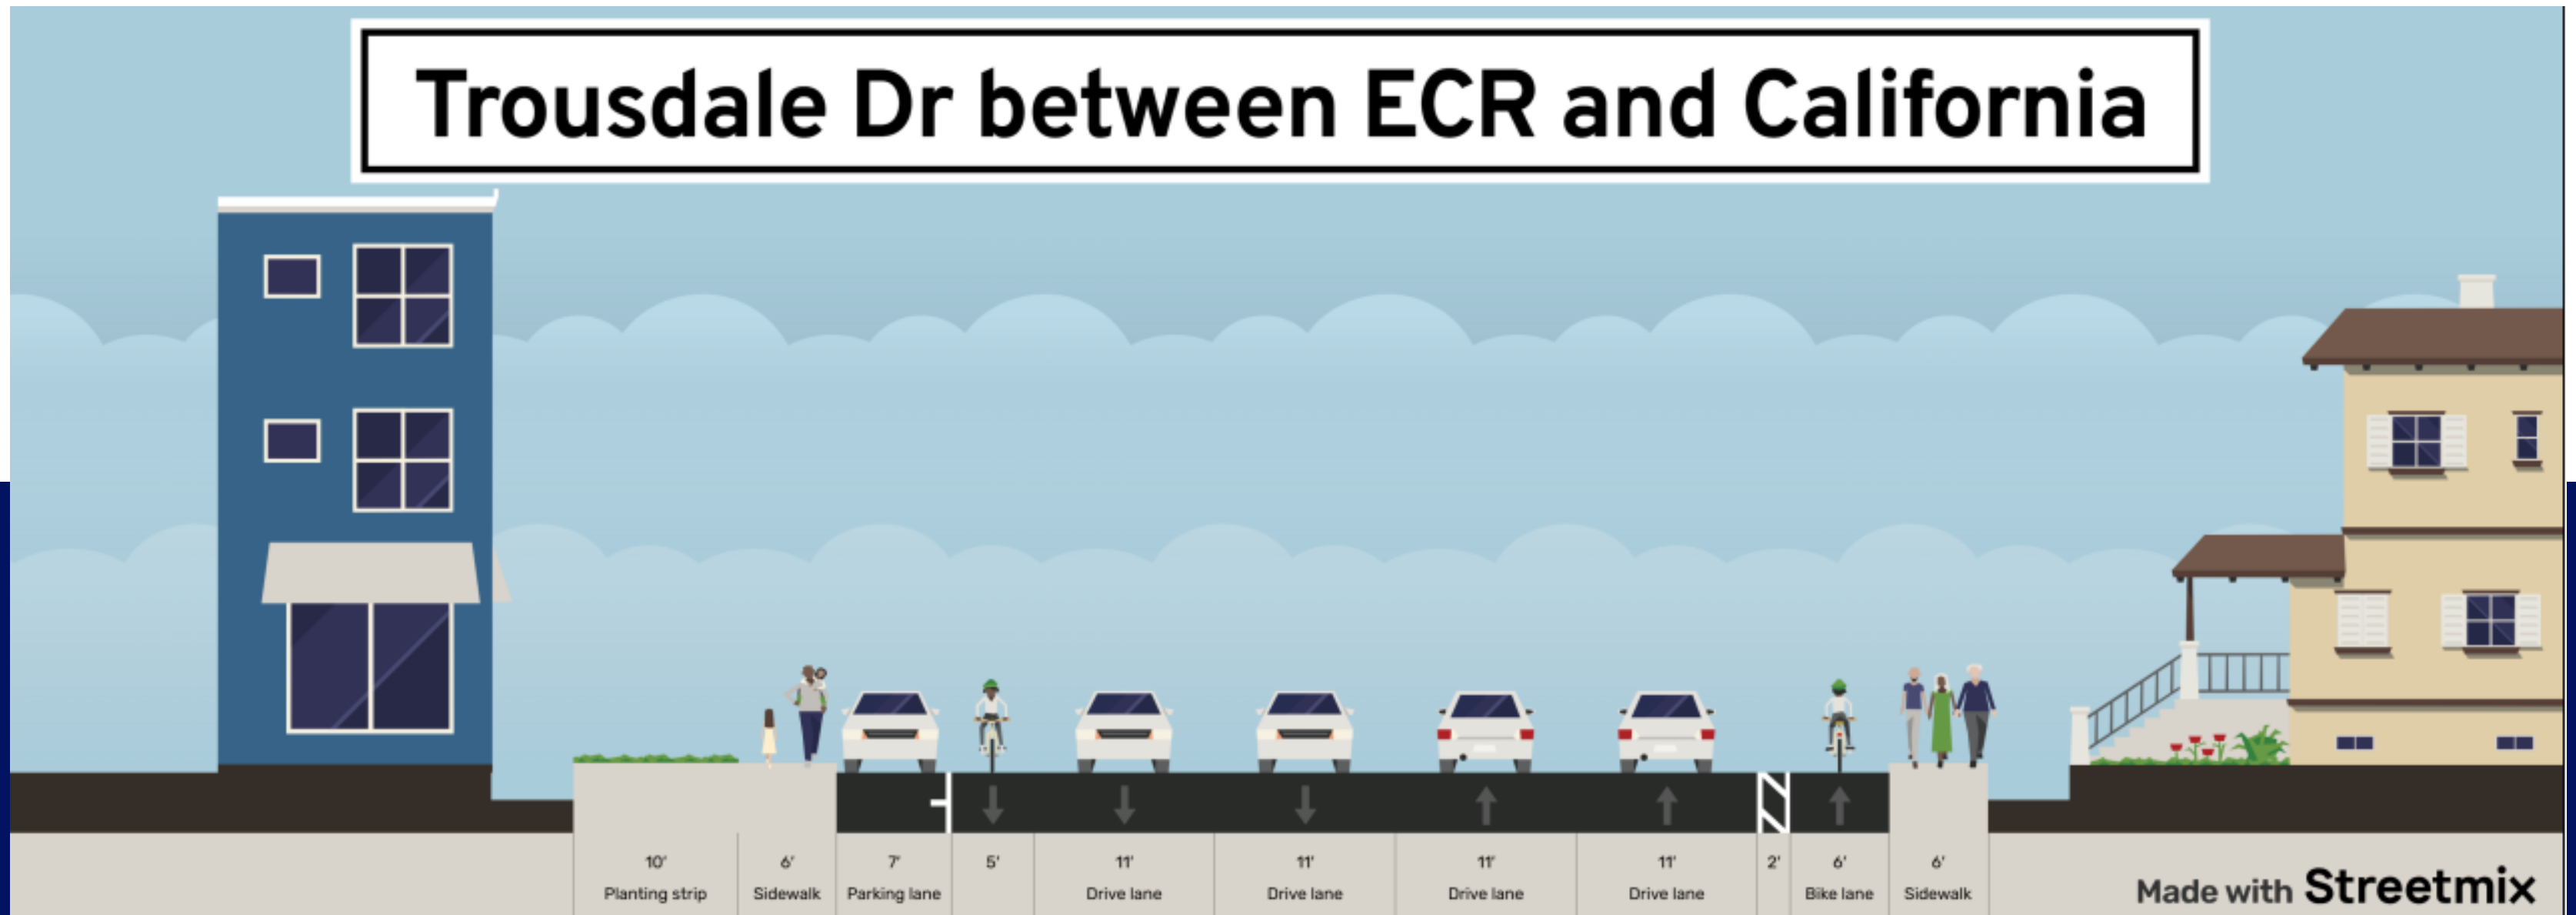 Trousdale Dr between ECR and California
10' 6' 7' 5' 11' 11' 11' 11' 2' 6' 6'
Planting strip Sidewalk Parking lane Drive lane Drive lane Drive lane Drive lane Bike lane Sidewalk
Made with Streetmix